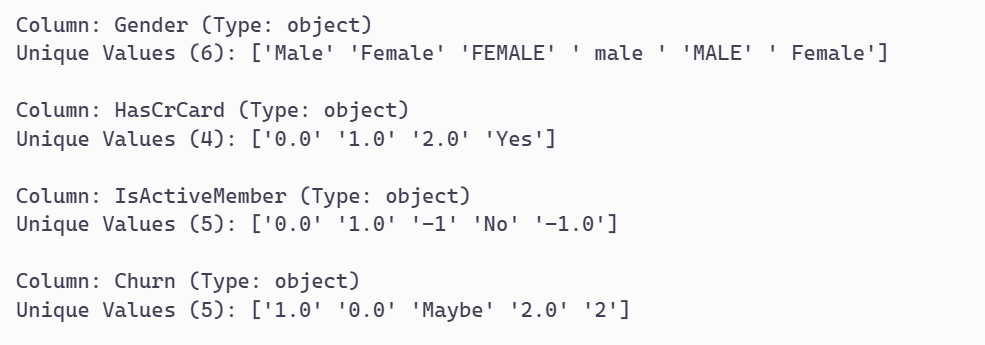 Column: Gender (Type: object)
Unique Values (6): ['Male' 'Female' 'FEMALE' ' male ' 'MALE' ' Female']
Column: HasCrCard (Type: object)
Unique Values (4): ['0.0' '1.0' '2.0' 'Yes']
Column: IsActiveMember (Type: object)
Unique Values (5): ['0.0' '1.0' '-1' 'No' '-1.0']
Column: Churn (Type: object)
Unique Values (5): ['1.0' '0.0' 'Maybe' '2.0' '2']